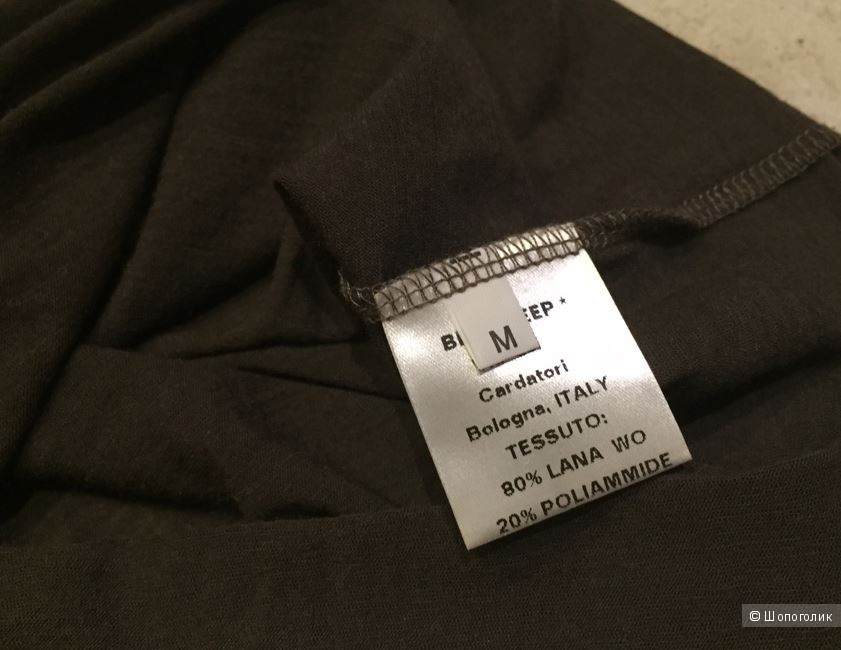 M
Cardatori
Bologna, ITALY
TESSUTO:
80% LANA WO
20% POLIAMMIDE
© Шопоголик